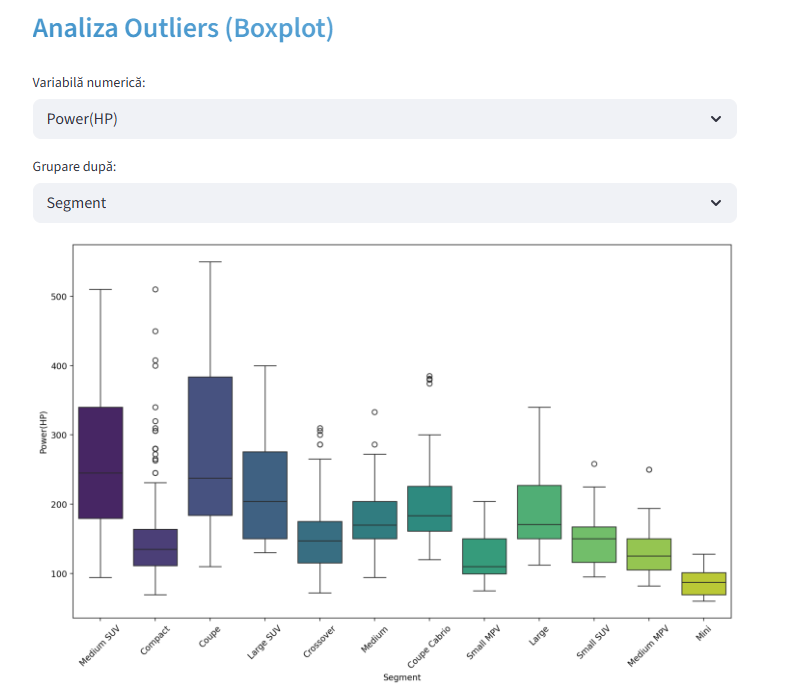 Analiza Outliers (Boxplot)
Variabilă numerică:
Power(HP)
Grupare după:
Segment
Power(HP)
500
400
300
200
100
Medium SUV
Compact
Coupe
Large SUV
Crossover
Medium
Coupe Cabrio
Small MPV
Large
Small SUV
Medium MPV
Mini
Segment